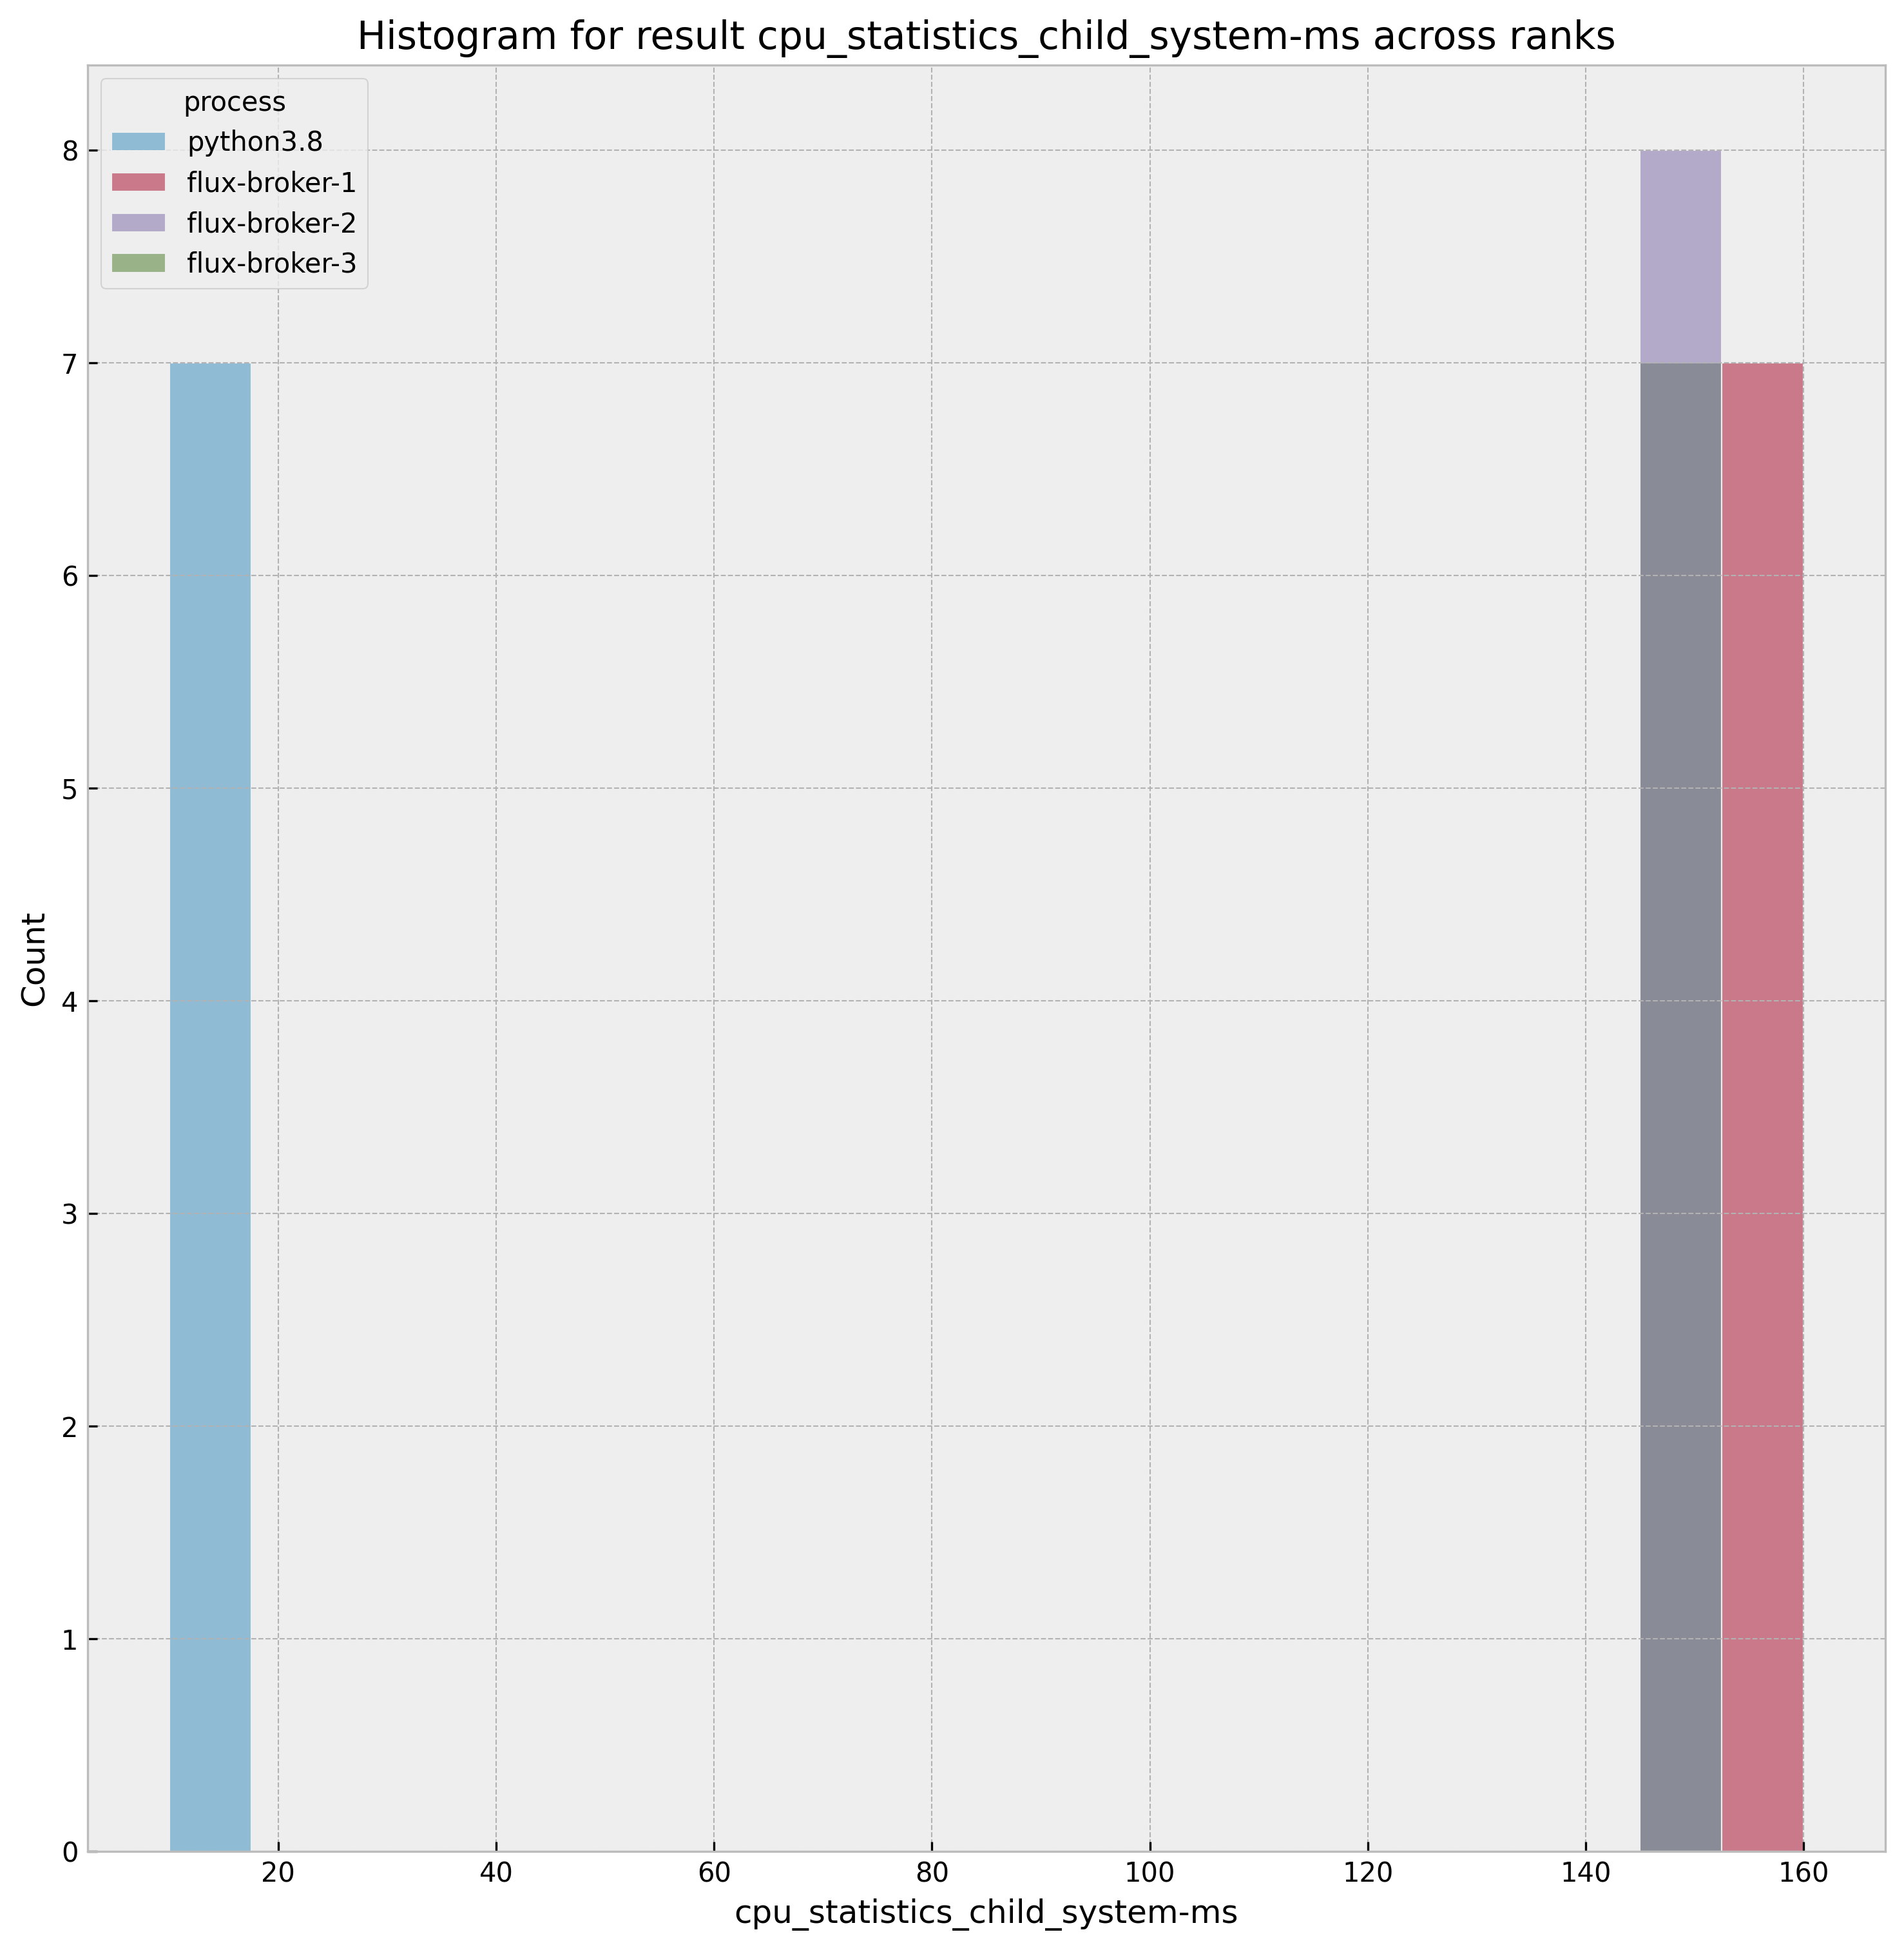 Histogram for result cpu_statistics_child_system-ms across ranks
process
python3.8
flux-broker-1
flux-broker-2
flux-broker-3
8
7
6
5
4
3
2
1
0
Count
20 40 60 80 100 120 140 160
cpu_statistics_child_system-ms